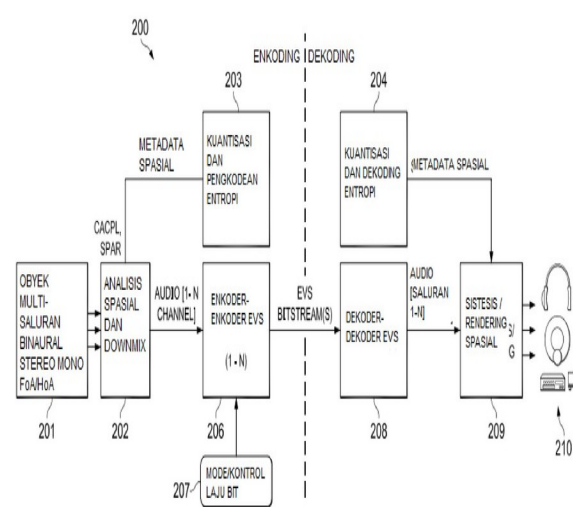 200
ENKODING
DEKODING
203
204
KUANTISASI
DAN
PENGKODEAN
ENTROPI
KUANTISASI
DAN DEKODING
ENTROPI
METADATA
SPASIAL
(METADATA SPASIAL
CACPL,
SPAR
OBYEK
MULTI-
SALURAN
BINAURAL
STEREO MONO
FoA/HoA
201
ANALISIS
SPASIAL
DAN
DOWNMIX
202
AUDIO [1- N
CHANNEL]
ENKODER-
ENKODER EVS
(1 - N)
206
EVS
BITSTREAM(S)
DEKODER-
DEKODER EVS
208
AUDIO
[SALURAN
1-N]
SISTESIS /
RENDERING
SPASIAL
S/
G
209
210
207
MODE/KONTROL
LAJU BIT